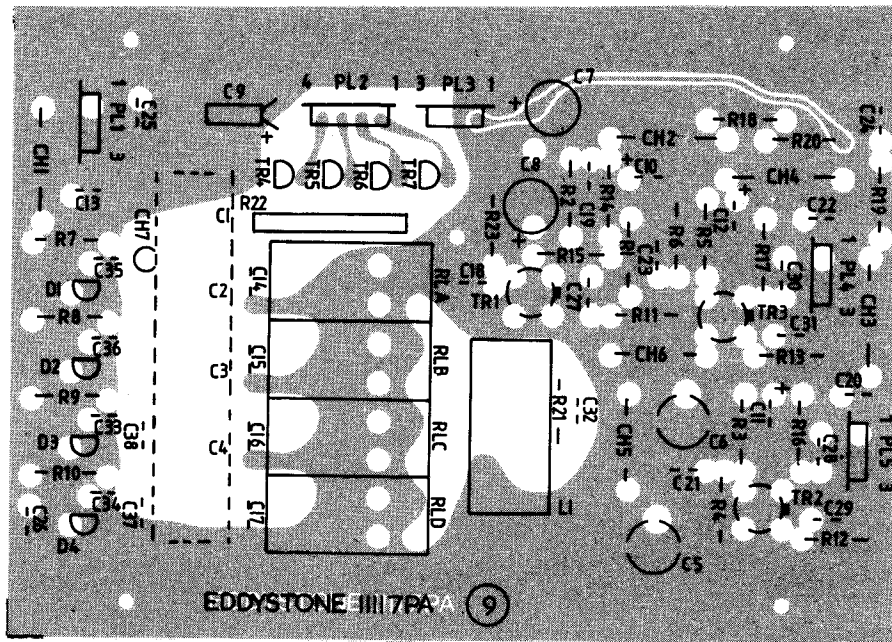 4 PL2 1
3 PL3 1
C7
C9
+
+
1 PL1 3
C25
CH1
C13
R7
C35
D1
R8
C36
D2
R9
C33
D3
C38
R10
C34
C26
D4
C37
CH7
TR4
TR5
TR6
TR7
C1
R22
C2
C3
C4
C14
C15
C16
C17
RLA
RLB
RLC
RLD
C8
+
R23
C18
TR1
R15
R2
C19
R14
+
C10
CH2
R18
R20
C24
CH4
+
C12
C22
R19
R1
C23
R6
R5
R17
C30
1 PL4 3
CH3
C27
R11
TR3
C31
CH6
R13
R21
C32
L1
CH5
C6
R3
C11
+
R16
C20
C28
1 PL5 3
C21
R4
TR2
C29
R12
C5
EDDYSTONE 11117PA 9